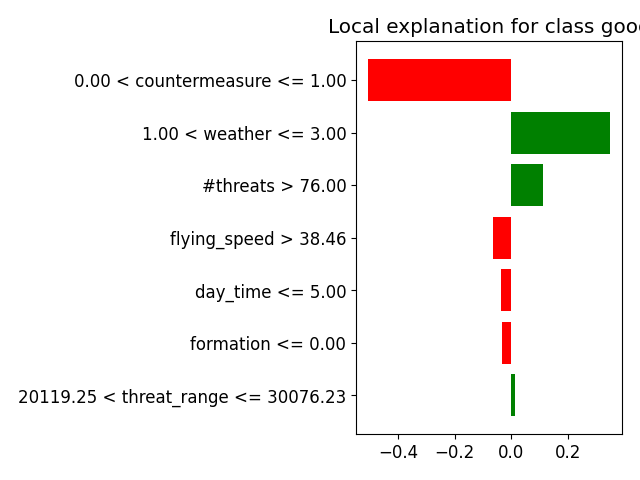 Local explanation for class goo
0.00 < countermeasure <= 1.00
1.00 < weather <= 3.00
#threats > 76.00
flying_speed > 38.46
day_time <= 5.00
formation <= 0.00
20119.25 < threat_range <= 30076.23
−0.4 −0.2 0.0 0.2